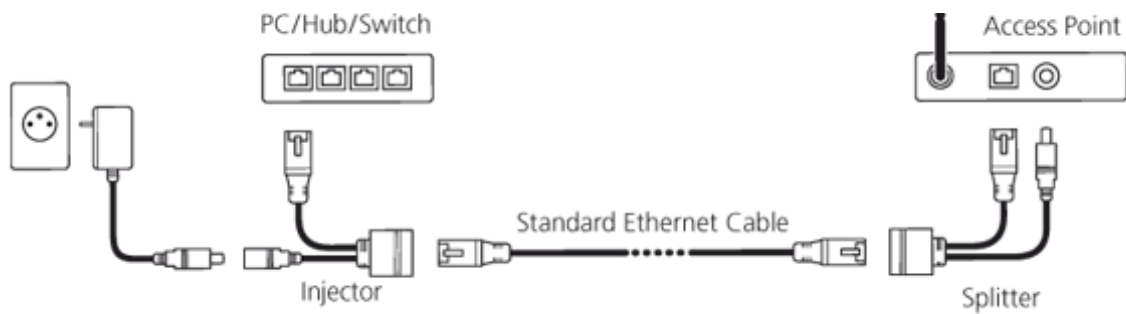 PC/Hub/Switch
Access Point
Standard Ethernet Cable
Injector
Splitter